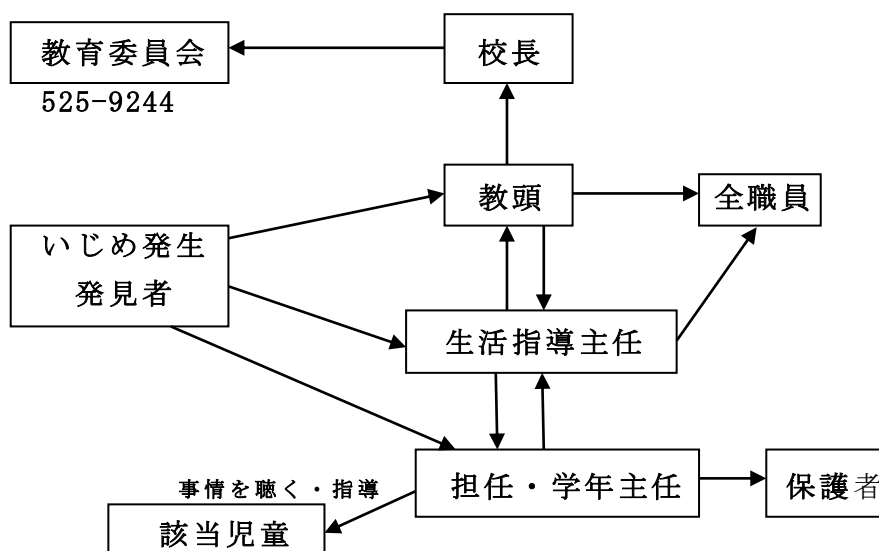 教育委員会
校長
525-9244
教頭
全職員
いじめ発生
発見者
生活指導主任
担任・学年主任
保護者
事情を聴く・指導
該当児童